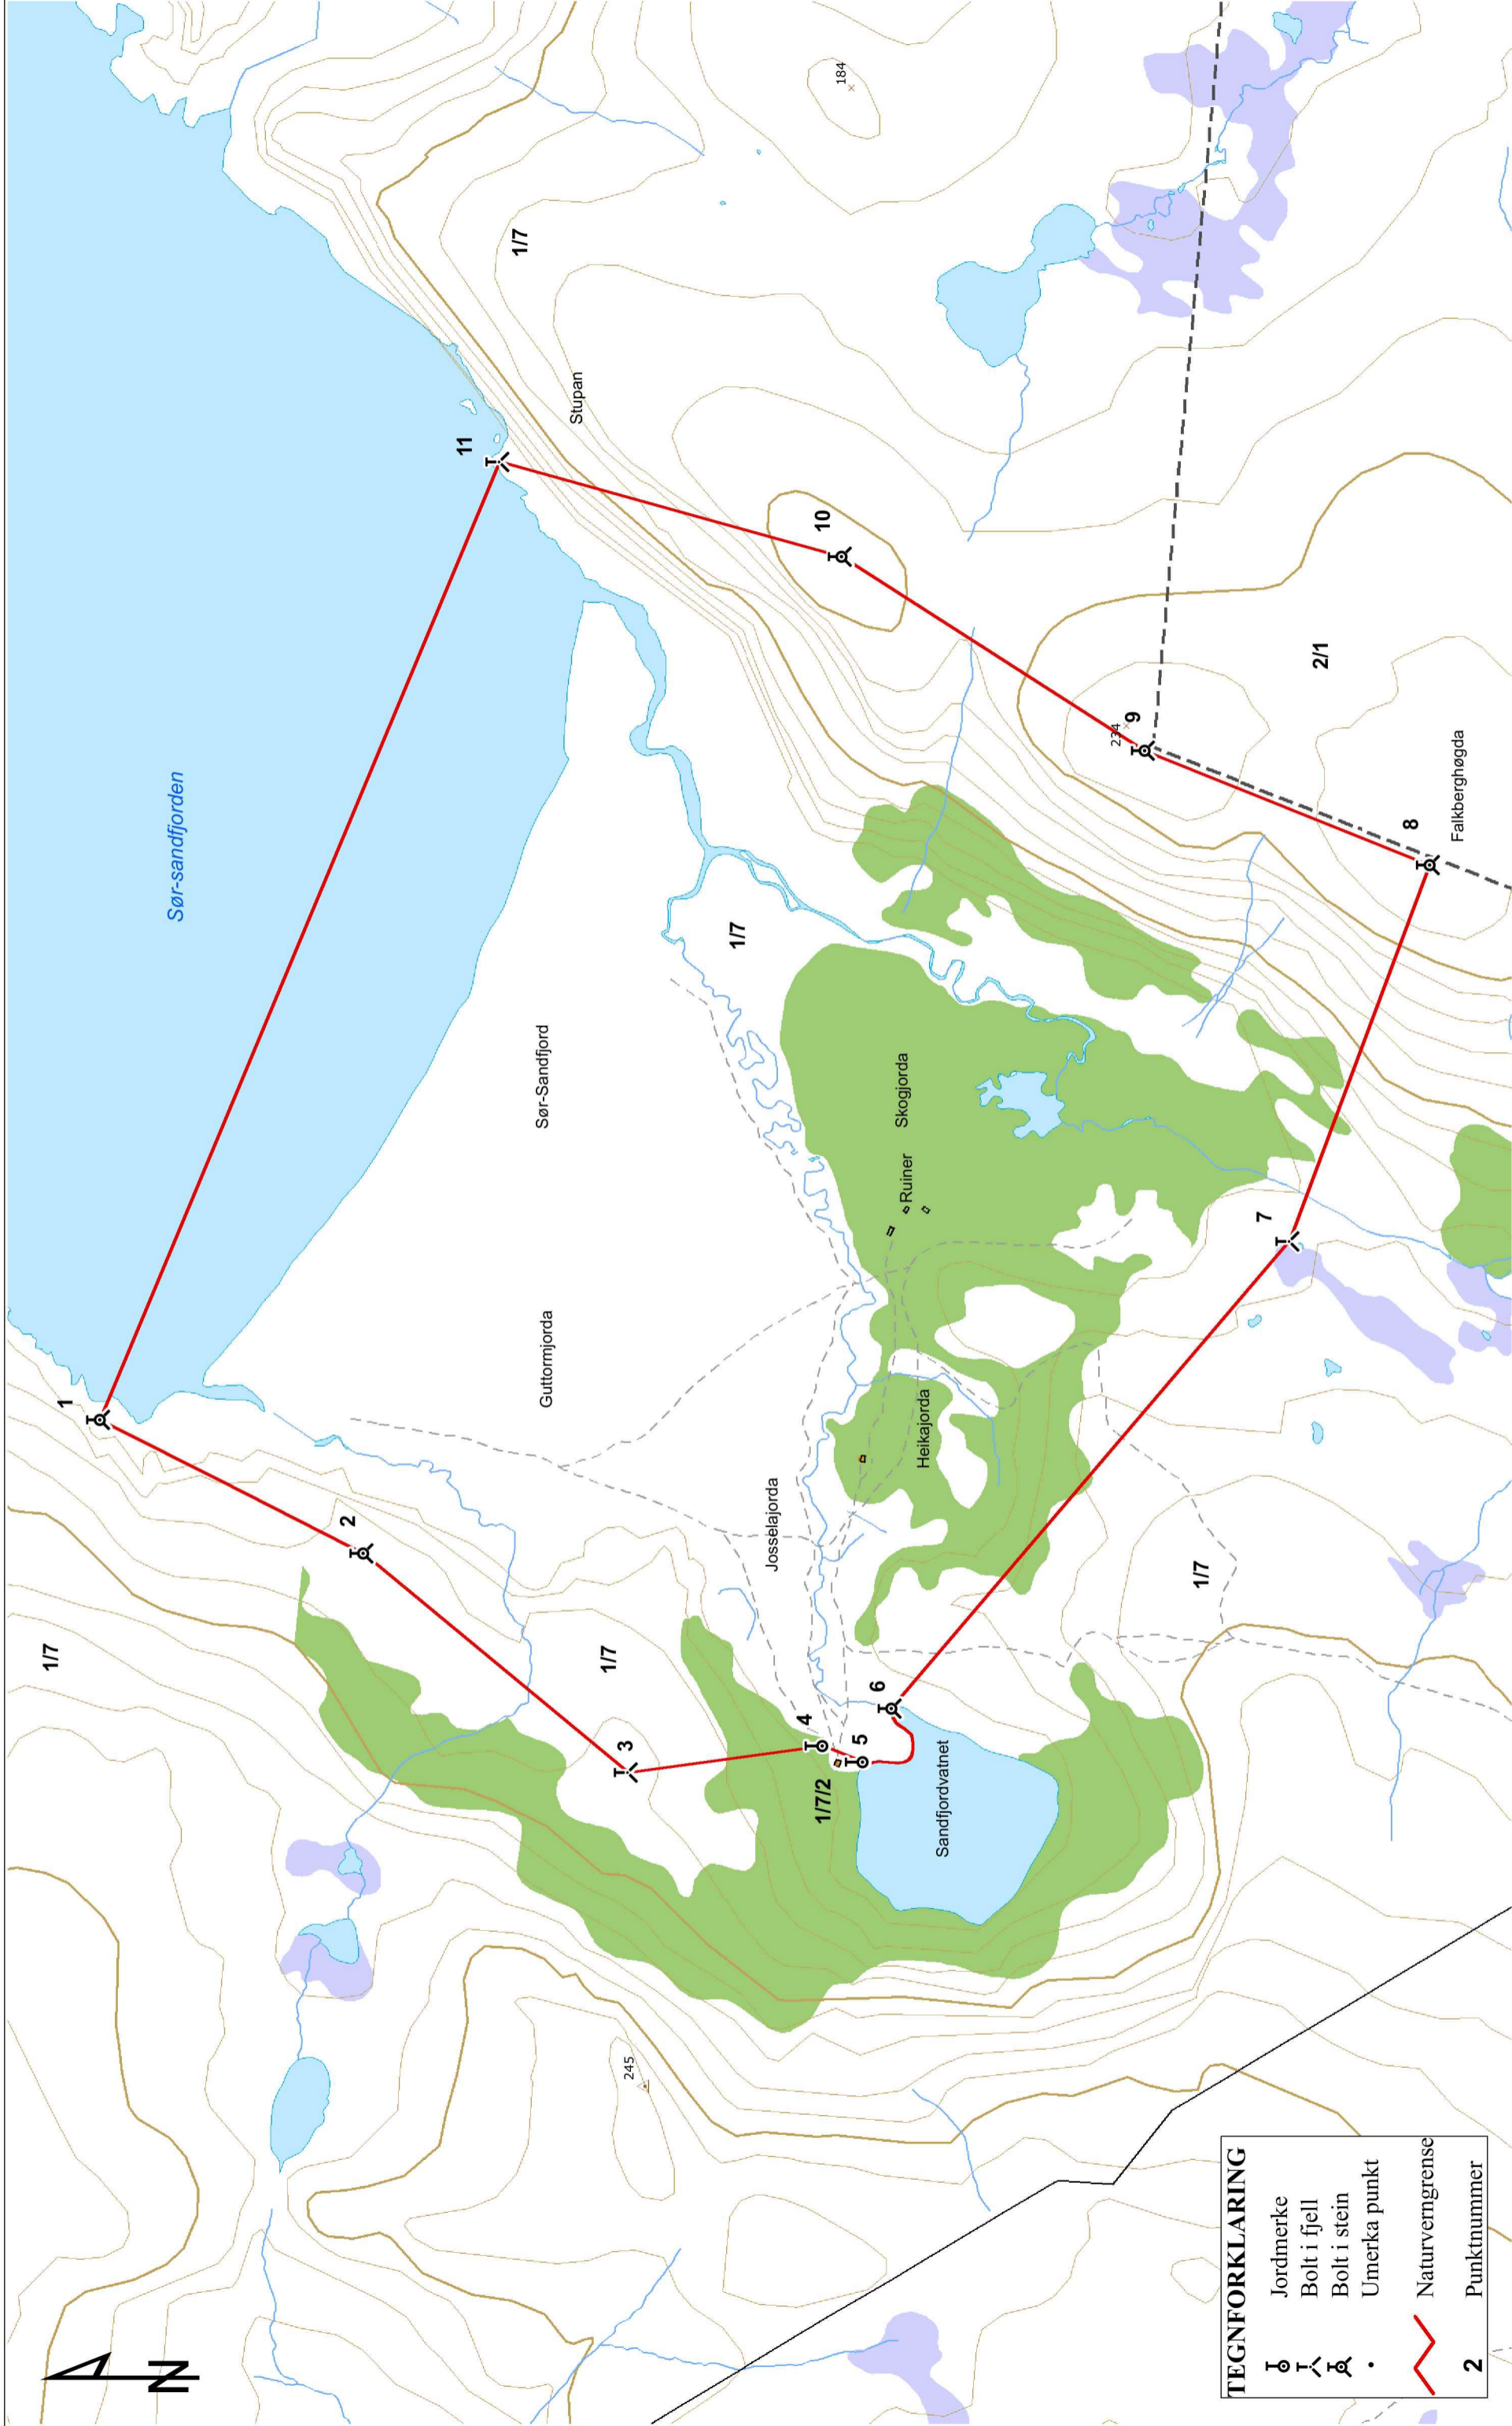 N
1/7
1
Sør-sandfjorden
2
11
1/7
Guttormjorda
Sør-Sandfjord
Stupan
245
3
1/7
1/7
Josselajorda
4
1/7/2
10
184
5
6
Ruiner
Skogjorda
Heikajorda
Sandfjordvatnet
234
9
1/7
7
2/1
8
Falkberghøgda
TEGNFORKLARING
Jordmerke
Bolt i fjell
Bolt i stein
Umerka punkt
Naturverngrense
2 Punktnummer